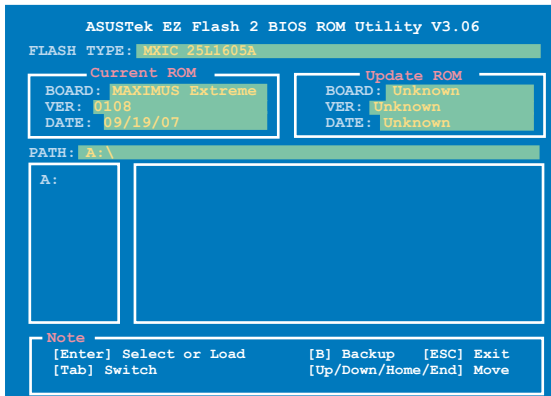 ASUSTek EZ Flash 2 BIOS ROM Utility V3.06
FLASH TYPE: MXIC 25L1605A
Current ROM
BOARD: MAXIMUS Extreme
VER: 0108
DATE: 09/19/07
Update ROM
BOARD: Unknown
VER: Unknown
DATE: Unknown
PATH: A:\
A:
Note
[Enter] Select or Load [B] Backup [ESC] Exit
[Tab] Switch [Up/Down/Home/End] Move